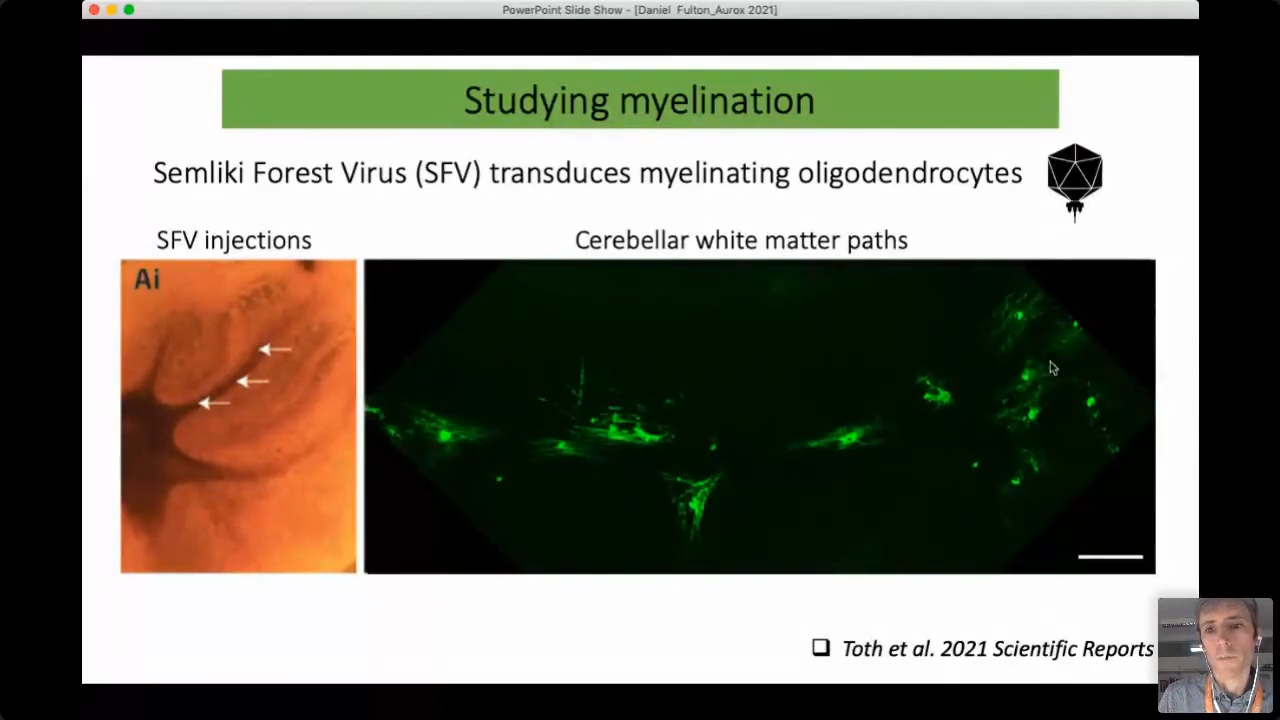 PowerPoint Slide Show - [Daniel  Fulton_Aurox 2021]
Studying myelination
Semliki Forest Virus (SFV) transduces myelinating oligodendrocytes
SFV injections
Cerebellar white matter paths
Ai
Toth et al. 2021 Scientific Reports